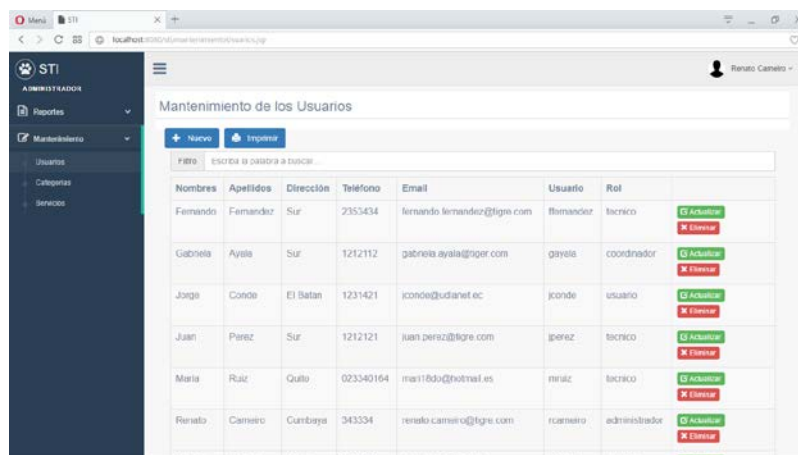 Menú STI
localhost
STI
ADMINISTRADOR
Reportes
Mantenimiento
Usuarios
Categorias
Servicios
Renato Carneiro
Mantenimiento de los Usuarios
Nuevo Imprimir
Filtro Escriba la palabra a buscar...
Nombres Apellidos Dirección Teléfono Email Usuario Rol
Fernando Fernandez Sur 2353434 fernando.fernandez@tigre.com tecnico
Actualizar
Eliminar
Gabriela Ayala Sur 1212112 gabriela.ayala@tiger.com gayala coordinador
Actualizar
Eliminar
Jorge Conde El Batan 1231421 jconde@udlanet.ec jconde usuario
Actualizar
Eliminar
Juan Perez Sur 1212121 juan.perez@tigre.com jperez tecnico
Actualizar
Eliminar
Maria Ruiz Quito 023340164 mari18do@hotmail.es mruiz tecnico
Actualizar
Eliminar
Renato Carneiro Cumbaya 343334 renato.carneiro@tigre.com rcarneiro administrador
Actualizar
Eliminar